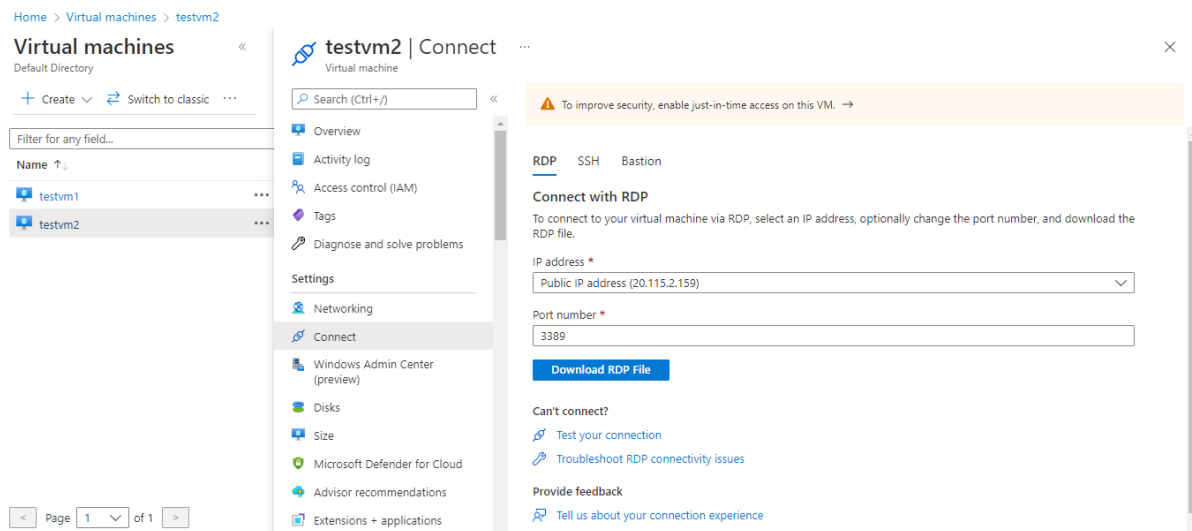 Home > Virtual machines > testvm2
Virtual machines
Default Directory
Create
Switch to classic
Filter for any field...
Name
testvm1
testvm2
Page 1 of 1
testvm2 | Connect
Virtual machine
Search (Ctrl+/)
Overview
Activity log
Access control (IAM)
Tags
Diagnose and solve problems
Settings
Networking
Connect
Windows Admin Center
(preview)
Disks
Size
Microsoft Defender for Cloud
Advisor recommendations
Extensions + applications
To improve security, enable just-in-time access on this VM. →
RDP SSH Bastion
Connect with RDP
To connect to your virtual machine via RDP, select an IP address, optionally change the port number, and download the
RDP file.
IP address *
Public IP address (20.115.2.159)
Port number *
3389
Download RDP File
Can't connect?
Test your connection
Troubleshoot RDP connectivity issues
Provide feedback
Tell us about your connection experience